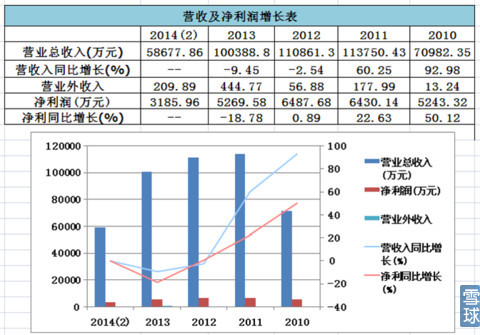 营收及净利润增长表
2014(2) 2013 2012 2011 2010
营业总收入(万元) 58677.86 100388.8 110861.3 113750.43 70982.35
营收入同比增长(%) -- -9.45 -2.54 60.25 92.98
营业外收入 209.89 444.77 56.88 177.99 13.24
净利润(万元) 3185.96 5269.58 6487.68 6430.14 5243.32
净利同比增长(%) -- -18.78 0.89 22.63 50.12
120000
100000
80000
60000
40000
20000
0
100
80
60
40
20
0
-20
-40
2014(2) 2013 2012 2011 2010
营业总收入
(万元)
净利润(万元)
营业外收入
营收入同比增
长(%)
净利同比增长
(%)
雪球